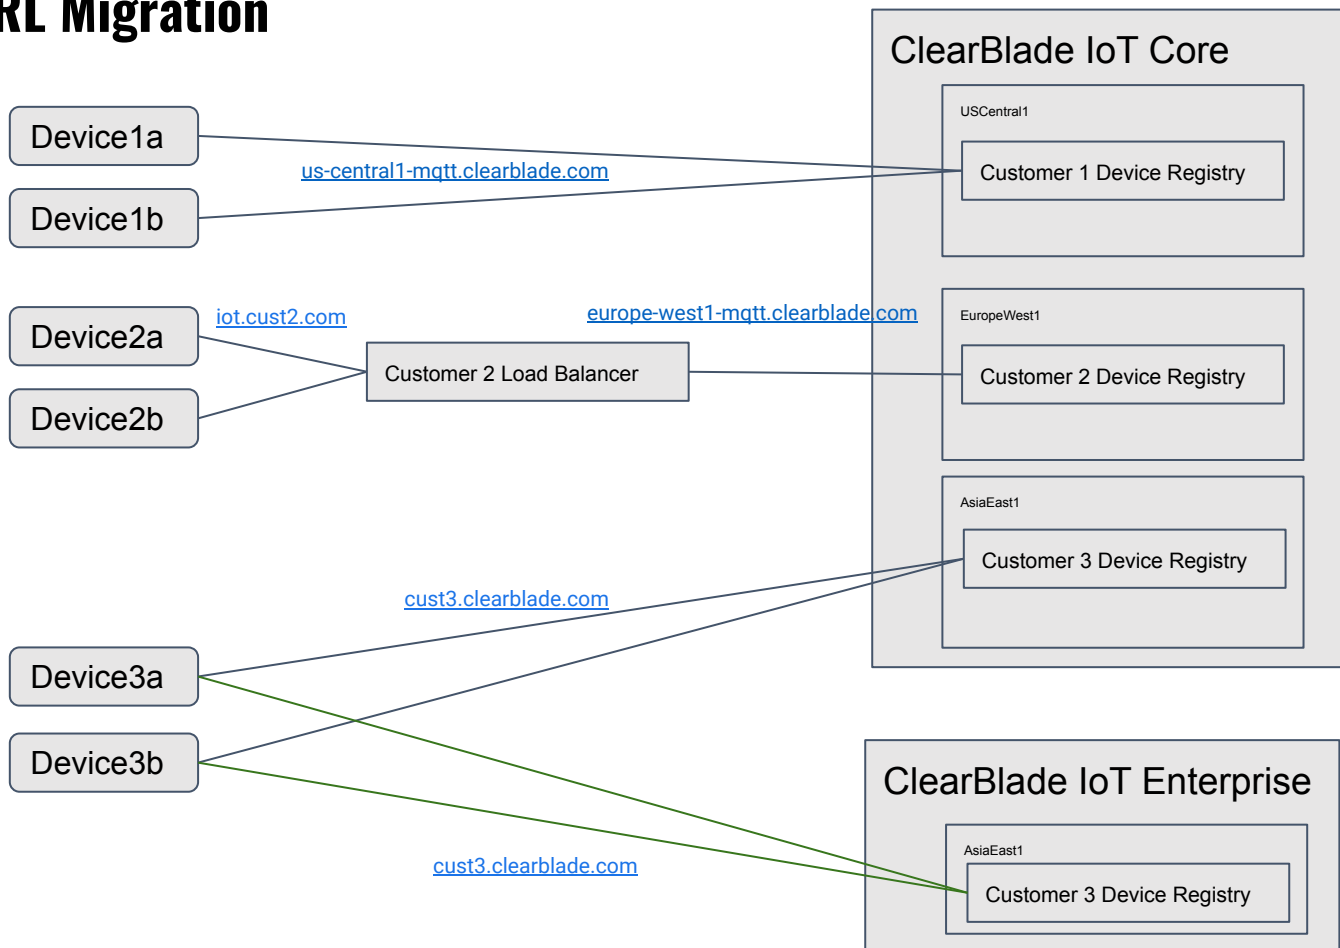 RL Migration
ClearBlade IoT Core
USCentral1
Device1a
us-central1-mqtt.clearblade.com
Customer 1 Device Registry
Device1b
iot.cust2.com
europe-west1-mqtt.clearblade.com
EuropeWest1
Device2a
Customer 2 Load Balancer
Customer 2 Device Registry
Device2b
AsiaEast1
Customer 3 Device Registry
cust3.clearblade.com
Device3a
Device3b
ClearBlade IoT Enterprise
AsiaEast1
cust3.clearblade.com
Customer 3 Device Registry